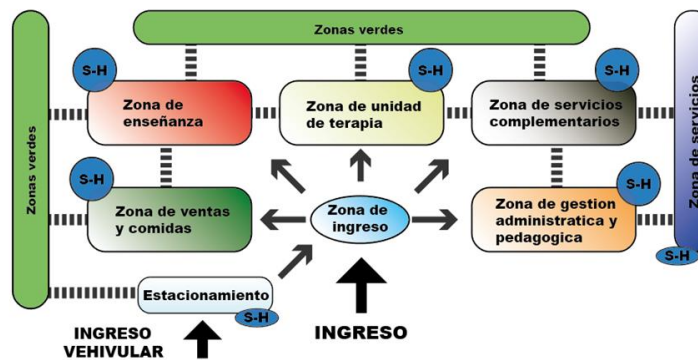 Zonas verdes
S-H
S-H
S-H
Zona de
enseñanza
Zona de unidad
de terapia
Zona de servicios
complementarios
Zonas verdes
Zona de servicios
S-H
Zona de ventas
y comidas
Zona de
ingreso
S-H
Zona de gestion
administratica y
pedagogica
S-H
Estacionamiento
S-H
INGRESO
VEHIVULAR
INGRESO